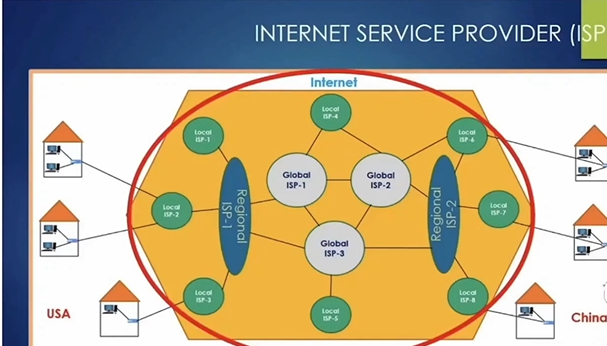 INTERNET SERVICE PROVIDER (ISP
Internet
Local
ISP-4
Local
ISP-1
Local
ISP-6
Global
ISP-1
Global
ISP-2
Local
ISP-2
Regional
ISP-1
Regional
ISP-2
Local
ISP-7
Global
ISP-3
Local
ISP-3
Local
ISP-5
Local
ISP-8
USA
China